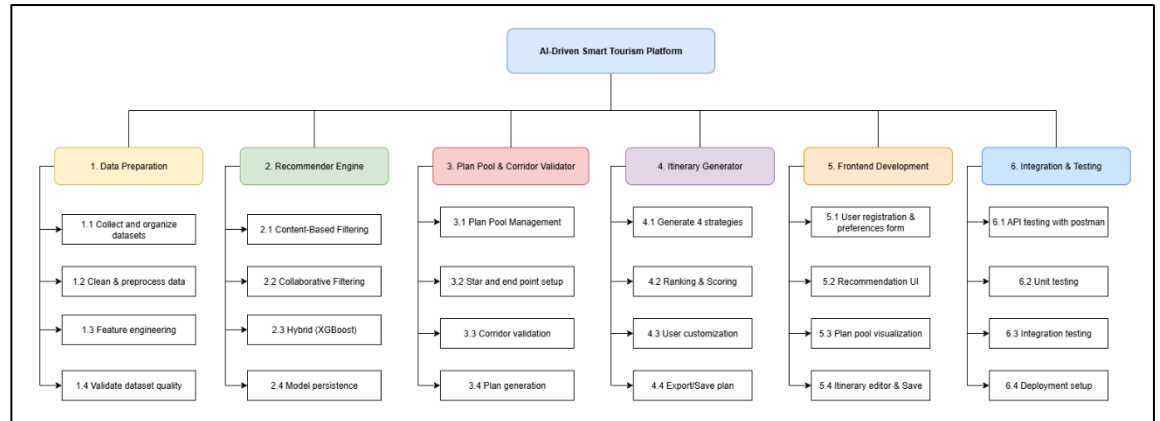 AI-Driven Smart Tourism Platform
1. Data Preparation
2. Recommender Engine
3. Plan Pool & Corridor Validator
4. Itinerary Generator
5. Frontend Development
6. Integration & Testing
1.1 Collect and organize
datasets
1.2 Clean & preprocess data
1.3 Feature engineering
1.4 Validate dataset quality
2.1 Content-Based Filtering
2.2 Collaborative Filtering
2.3 Hybrid (XGBoost)
2.4 Model persistence
3.1 Plan Pool Management
3.2 Star and end point setup
3.3 Corridor validation
3.4 Plan generation
4.1 Generate 4 strategies
4.2 Ranking & Scoring
4.3 User customization
4.4 Export/Save plan
5.1 User registration &
preferences form
5.2 Recommendation UI
5.3 Plan pool visualization
5.4 Itinerary editor & Save
6.1 API testing with postman
6.2 Unit testing
6.3 Integration testing
6.4 Deployment setup